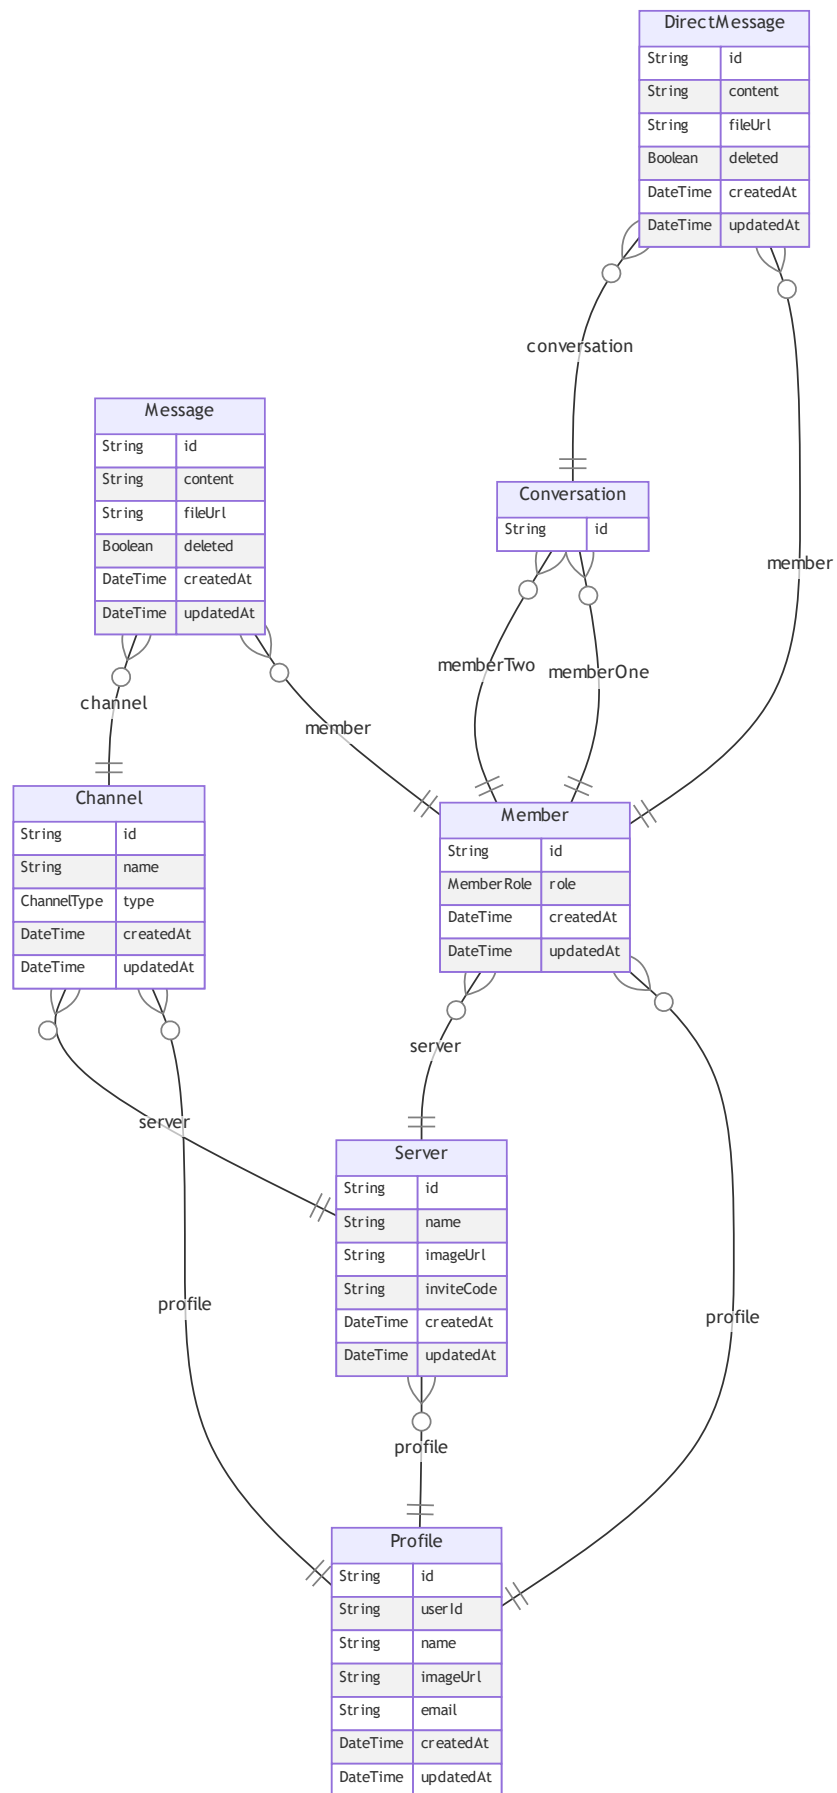 DirectMessage
String id
String content
String fileUrl
Boolean deleted
DateTime createdAt
DateTime updatedAt
conversation
Message
String id
String content
String fileUrl
Boolean deleted
DateTime createdAt
DateTime updatedAt
Conversation
String id
member
memberTwo
memberOne
channel
member
Channel
String id
String name
ChannelType type
DateTime createdAt
DateTime updatedAt
Member
String id
MemberRole role
DateTime createdAt
DateTime updatedAt
server
server
Server
String id
String name
String imageUrl
String inviteCode
DateTime createdAt
DateTime updatedAt
profile
profile
profile
Profile
String id
String userId
String name
String imageUrl
String email
DateTime createdAt
DateTime updatedAt